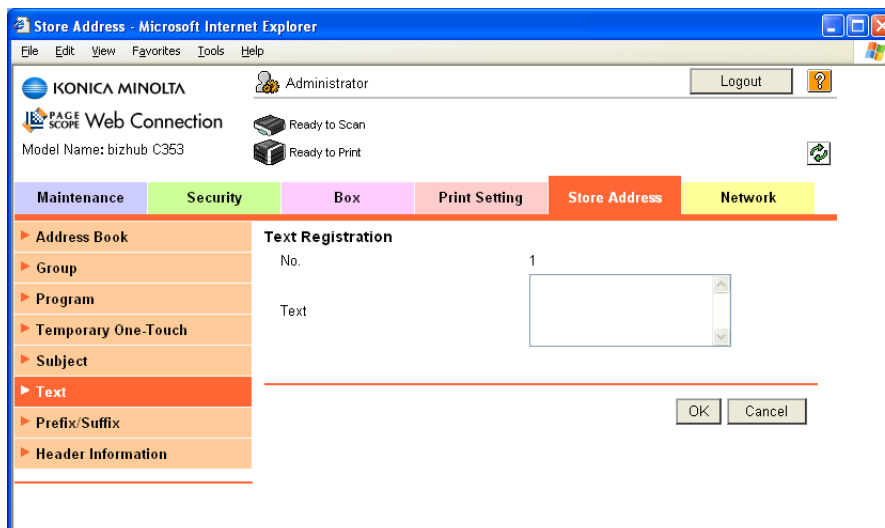 Store Address - Microsoft Internet Explorer
File Edit View Favorites Tools Help
KONICA MINOLTA
Administrator
Logout
?
PAGE SCOPE Web Connection
Ready to Scan
Model Name: bizhub C353
Ready to Print
Maintenance Security Box Print Setting Store Address Network
Address Book
Group
Program
Temporary One-Touch
Subject
Text
Prefix/Suffix
Header Information
Text Registration
No. 1
Text
OK Cancel